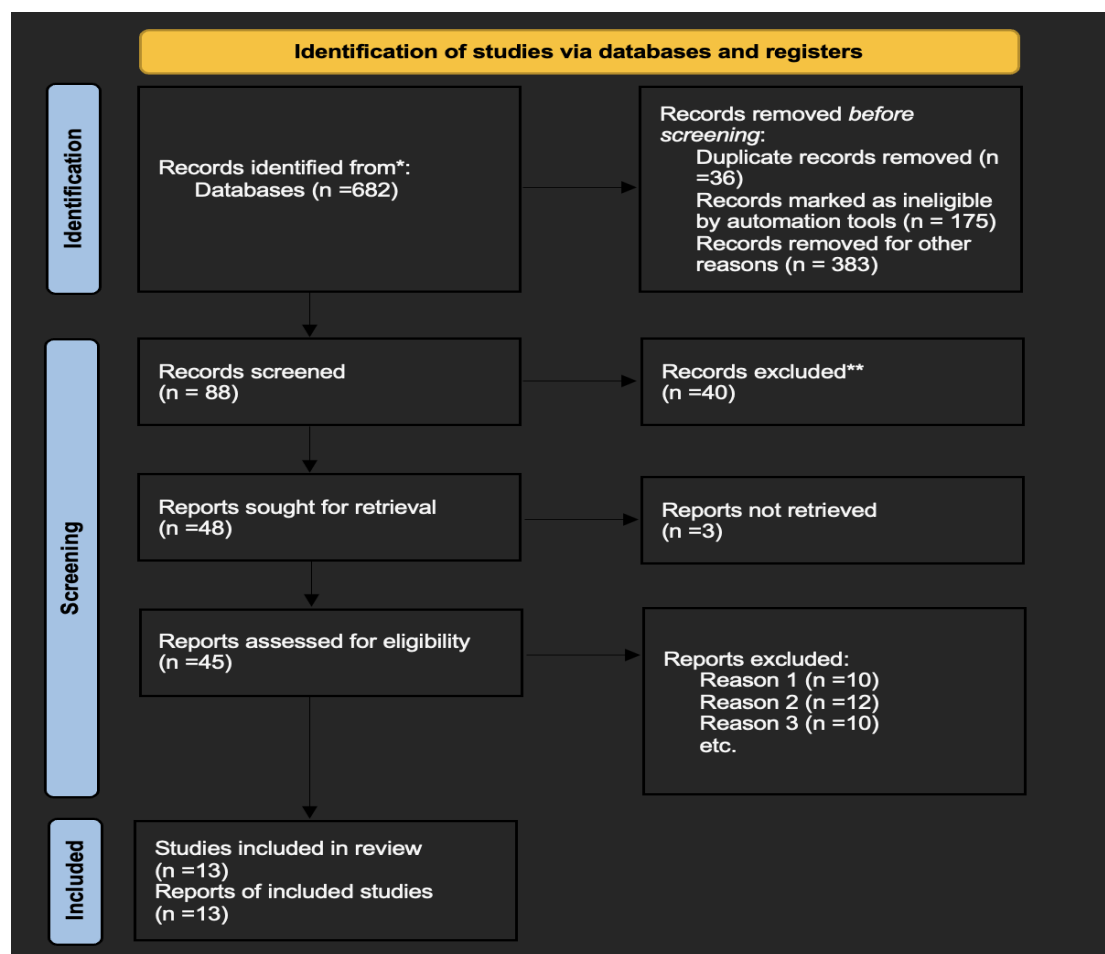 Identification of studies via databases and registers
Identification
Records identified from*:
Databases (n =682)
Records removed before
screening:
Duplicate records removed (n
=36)
Records marked as ineligible
by automation tools (n = 175)
Records removed for other
reasons (n = 383)
Screening
Records screened
(n = 88)
Records excluded**
(n =40)
Reports sought for retrieval
(n =48)
Reports not retrieved
(n =3)
Reports assessed for eligibility
(n =45)
Reports excluded:
Reason 1 (n =10)
Reason 2 (n =12)
Reason 3 (n =10)
etc.
Included
Studies included in review
(n =13)
Reports of included studies
(n =13)